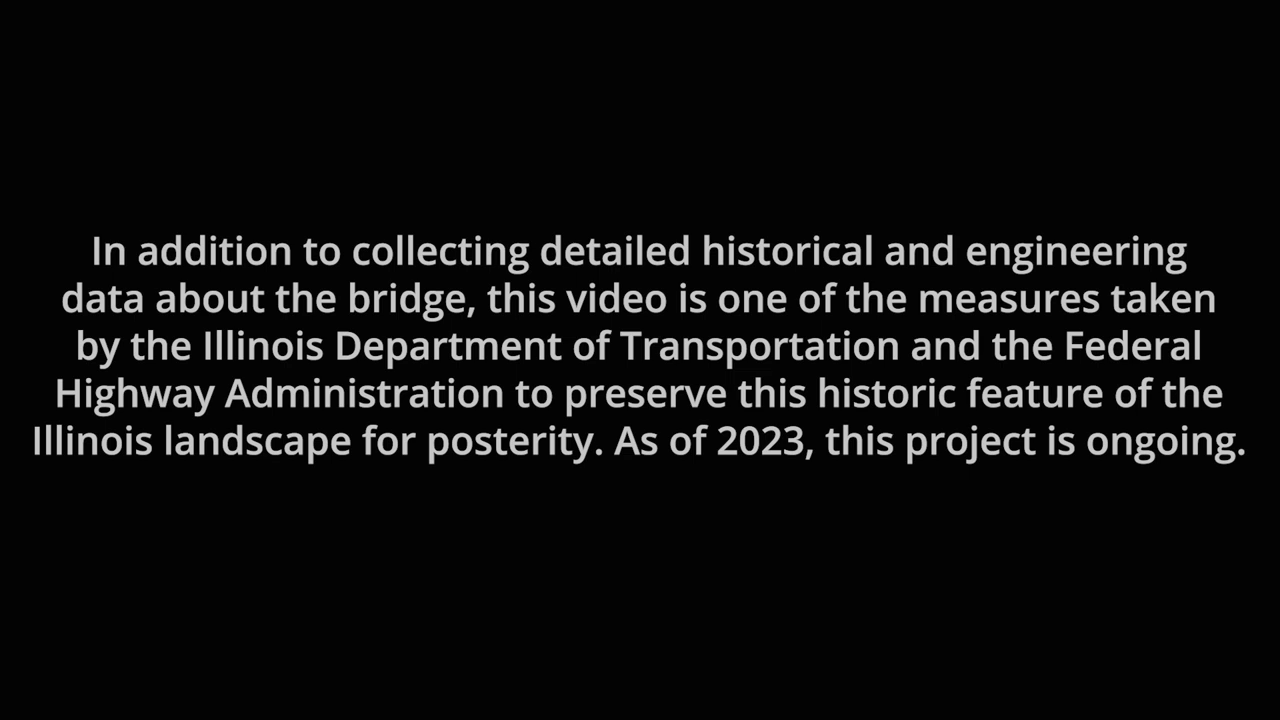 In addition to collecting detailed historical and engineering
data about the bridge, this video is one of the measures taken
by the Illinois Department of Transportation and the Federal
Highway Administration to preserve this historic feature of the
Illinois landscape for posterity. As of 2023, this project is ongoing.